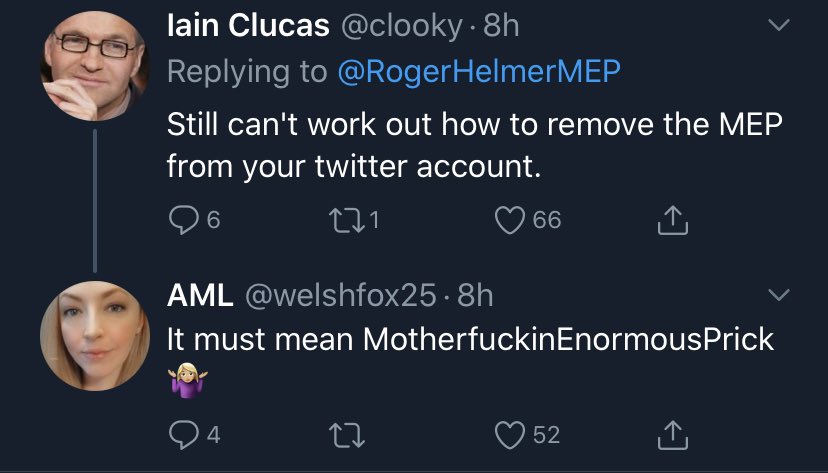 Iain Clucas @clooky · 8h
Replying to @RogerHelmerMEP
Still can't work out how to remove the MEP
from your twitter account.
6 1 66
AML @welshfox25 · 8h
It must mean MotherfuckinEnormousPrick
🤷🏼‍♀️
4 52